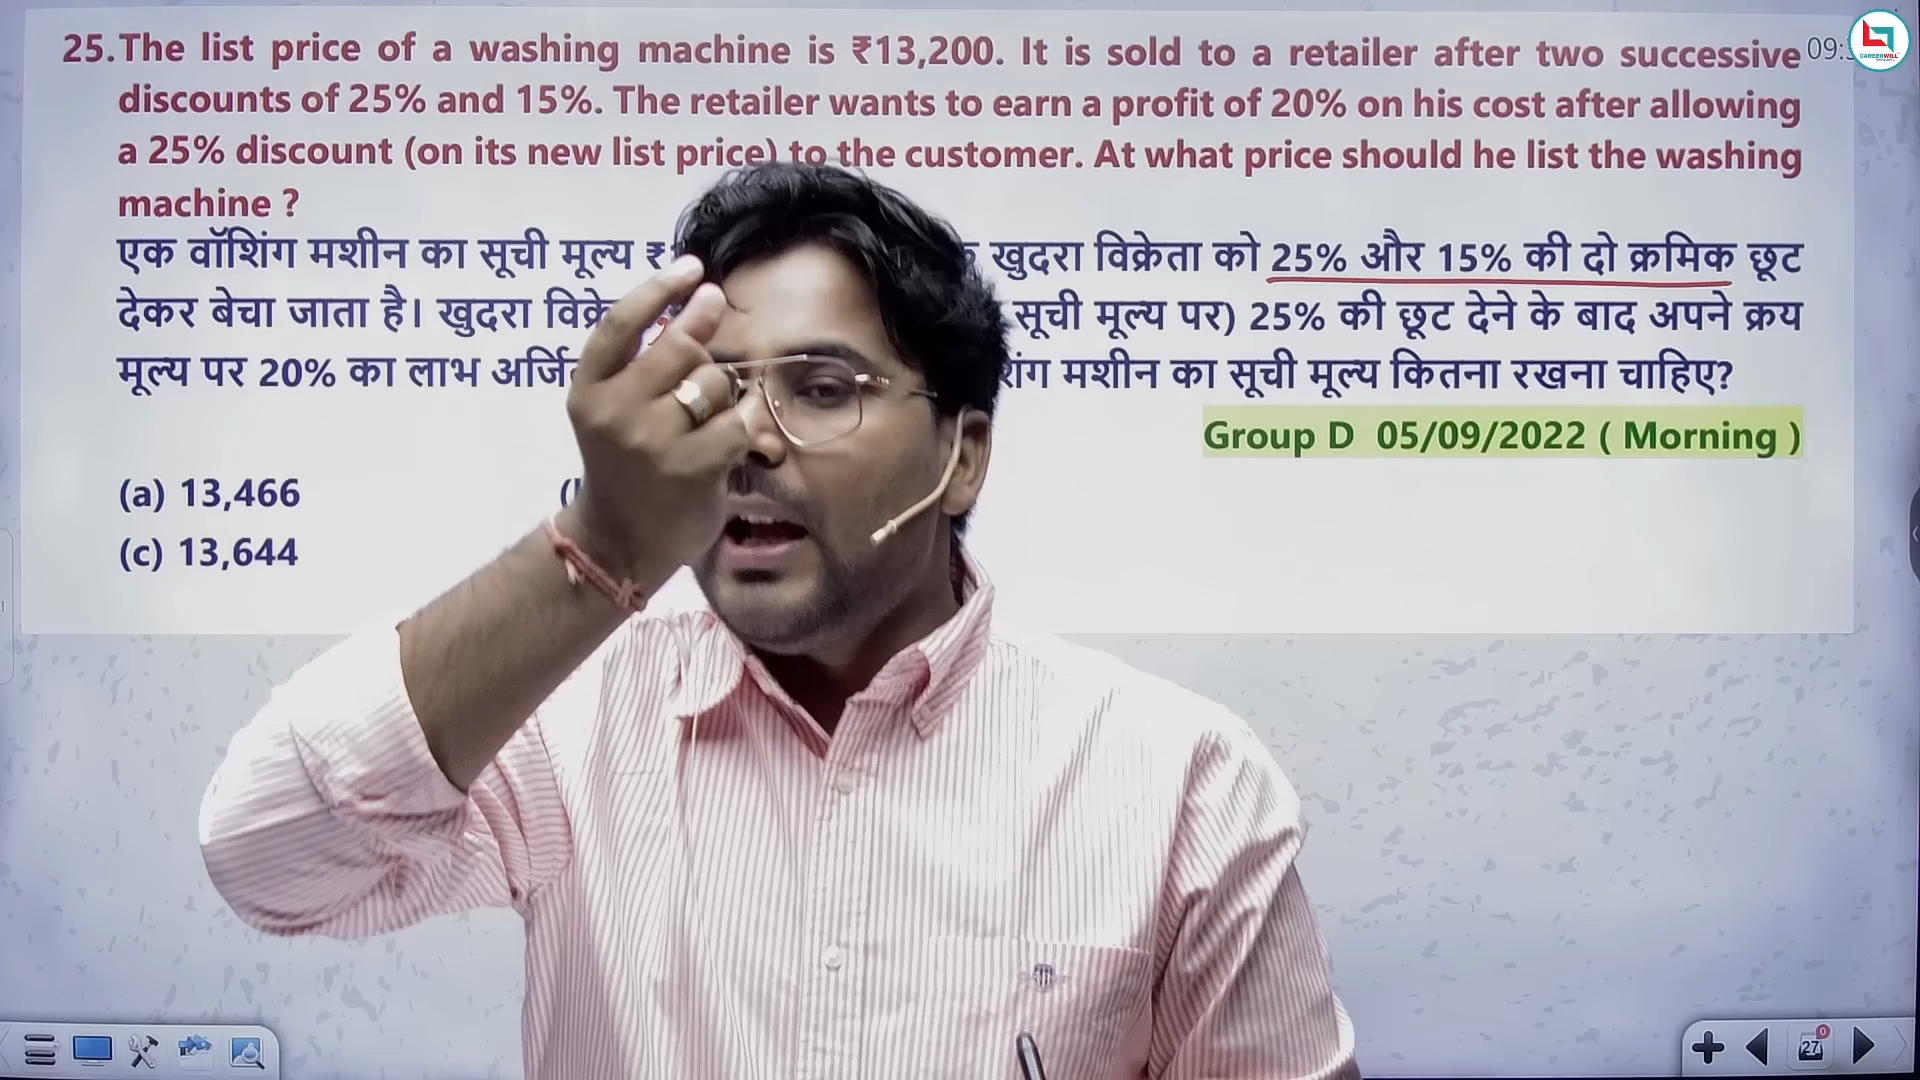 25. The list price of a washing machine is ₹13,200. It is sold to a retailer after two successive
discounts of 25% and 15%. The retailer wants to earn a profit of 20% on his cost after allowing
a 25% discount (on its new list price) to the customer. At what price should he list the washing
machine ?
एक वॉशिंग मशीन का सूची मूल्य ₹ खुदरा विक्रेता को 25% और 15% की दो क्रमिक छूट
देकर बेचा जाता है। खुदरा सूची मूल्य पर) 25% की छूट देने के बाद अपने क्रय
मूल्य पर 20% का लाभ मशीन का सूची मूल्य कितना रखना चाहिए?
Group D 05/09/2022 ( Morning )
(a) 13,466
(c) 13,644
09:
CAREERWILL
27
0